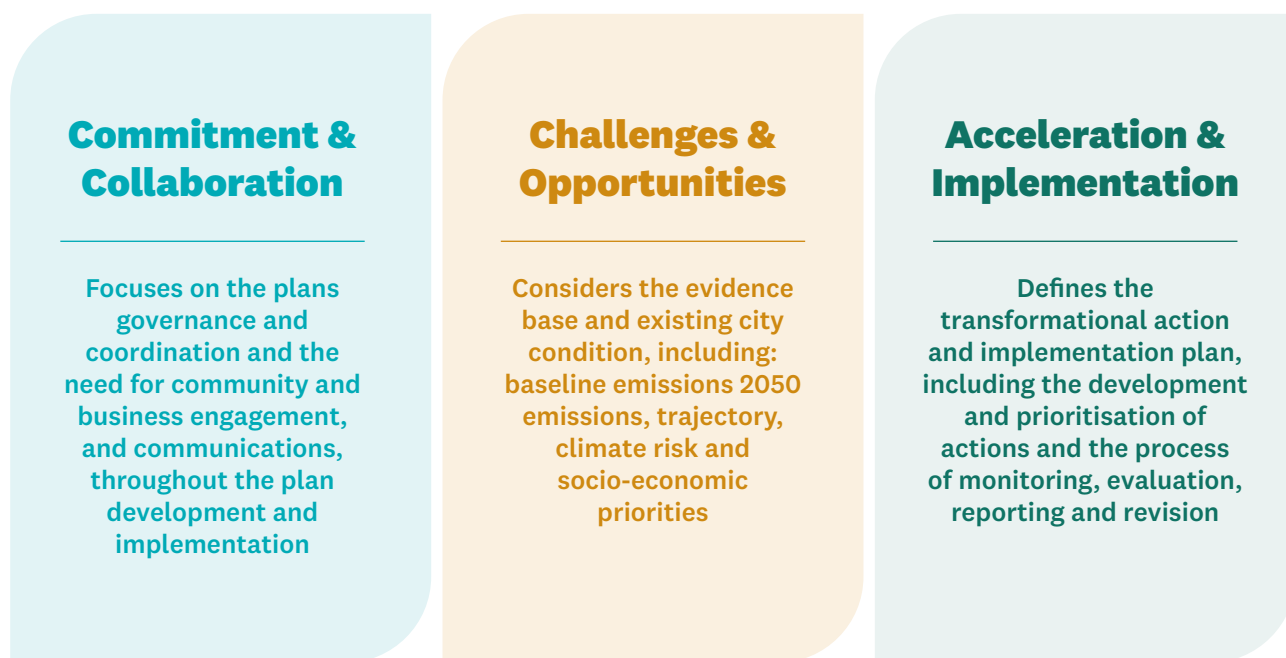 Commitment &
Collaboration
Focuses on the plans
governance and
coordination and the
need for community and
business engagement,
and communications,
throughout the plan
development and
implementation
Challenges &
Opportunities
Considers the evidence
base and existing city
condition, including:
baseline emissions 2050
emissions, trajectory,
climate risk and
socio-economic
priorities
Acceleration &
Implementation
Defines the
transformational action
and implementation plan,
including the development
and prioritisation of
actions and the process
of monitoring, evaluation,
reporting and revision